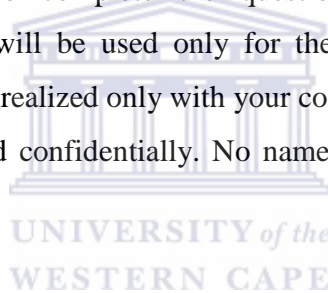 will be used only for the
realized only with your co
d confidentially. No name
UNIVERSITY of the
WESTERN CAPE